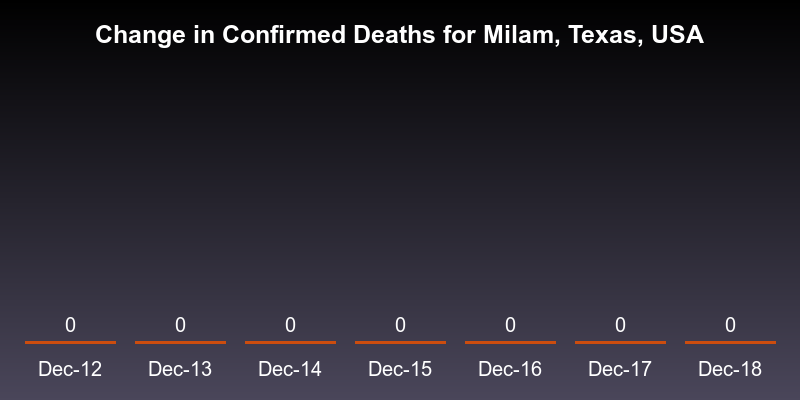 Change in Confirmed Deaths for Milam, Texas, USA
0 0 0 0 0 0 0
Dec-12 Dec-13 Dec-14 Dec-15 Dec-16 Dec-17 Dec-18